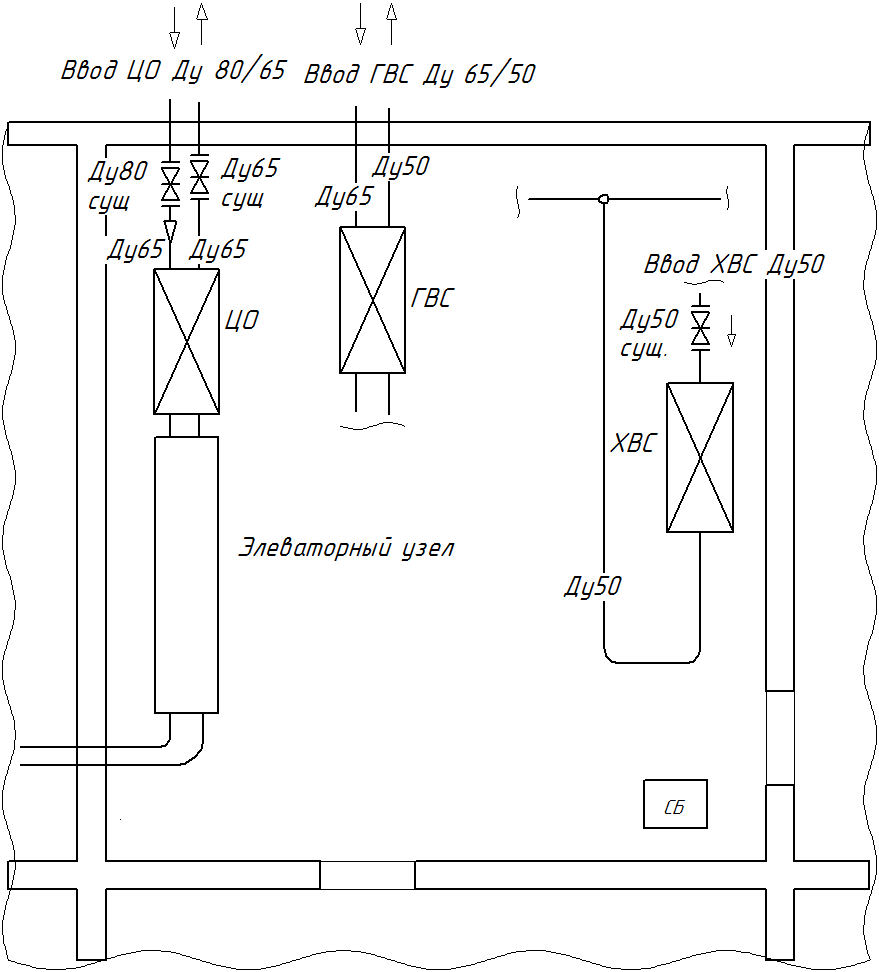 Ввод ЦО Ду 80/65
Ввод ГВС Ду 65/50
Ду80
сущ
Ду65
сущ
Ду50
Ду65
Ду65
Ду65
Ввод ХВС Ду50
ЦО
ГВС
Ду50
сущ.
ХВС
Элеваторный узел
Ду50
СБ